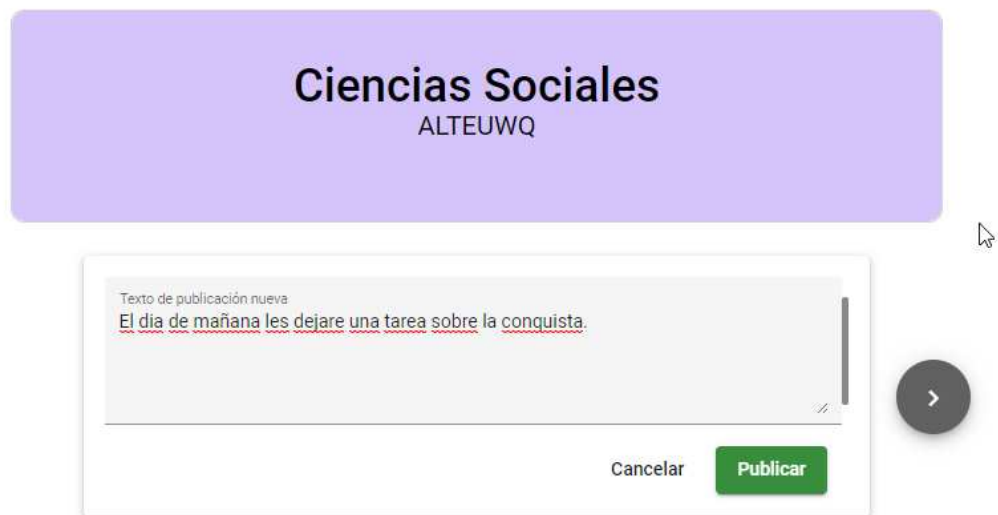 Ciencias Sociales
ALTEUWQ
Texto de publicación nueva
El dia de mañana les dejare una tarea sobre la conquista.
Cancelar Publicar